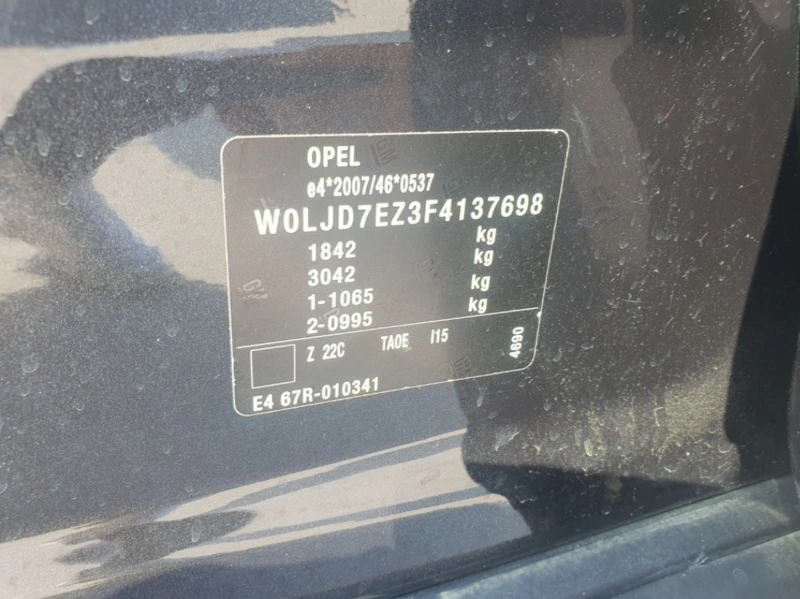 OPEL
e4*2007/46*0537
W0LJD7EZ3F4137698
1842 kg
3042 kg
1-1065 kg
2-0995 kg
Z 22C TA0E I15 4690
E4 67R-010341